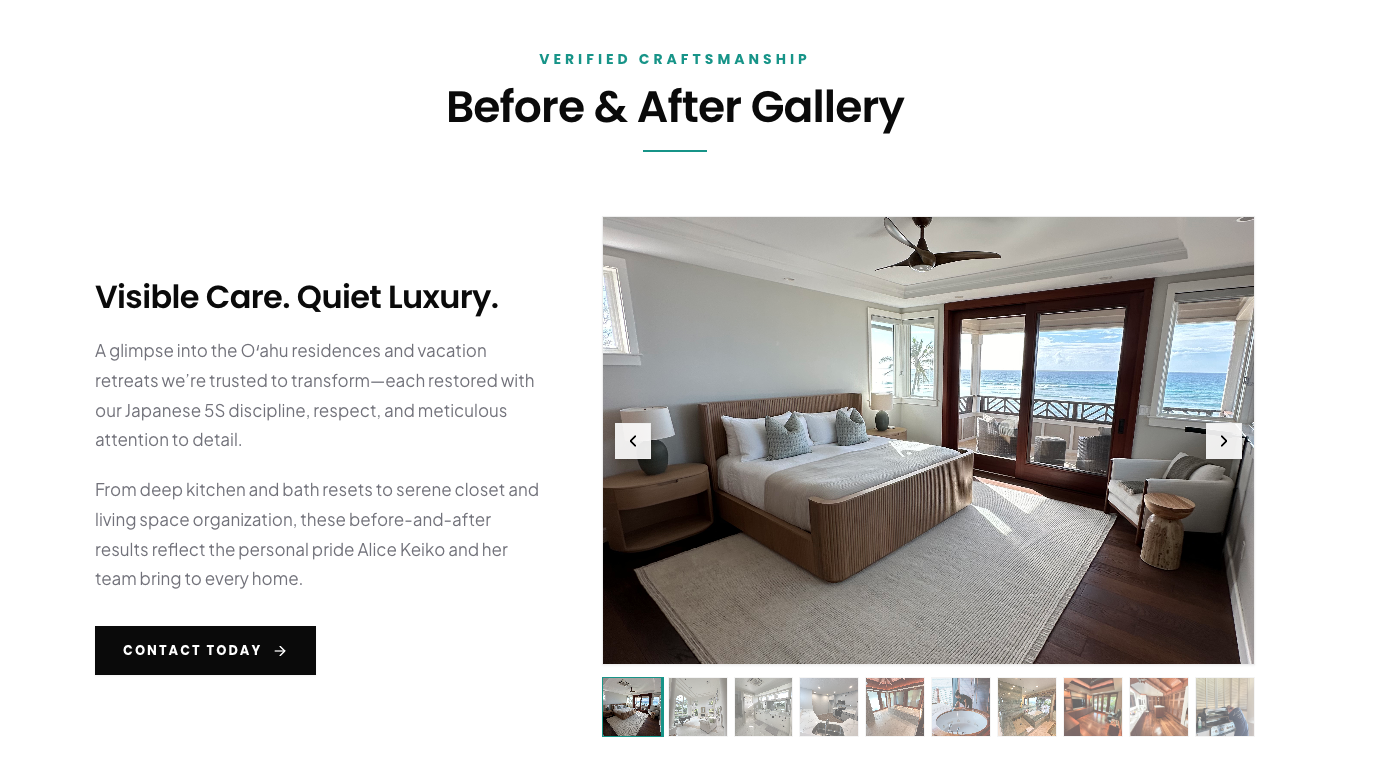 VERIFIED CRAFTSMANSHIP
Before & After Gallery
Visible Care. Quiet Luxury.
A glimpse into the Oʻahu residences and vacation
retreats we’re trusted to transform—each restored with
our Japanese 5S discipline, respect, and meticulous
attention to detail.
From deep kitchen and bath resets to serene closet and
living space organization, these before-and-after
results reflect the personal pride Alice Keiko and her
team bring to every home.
CONTACT TODAY →